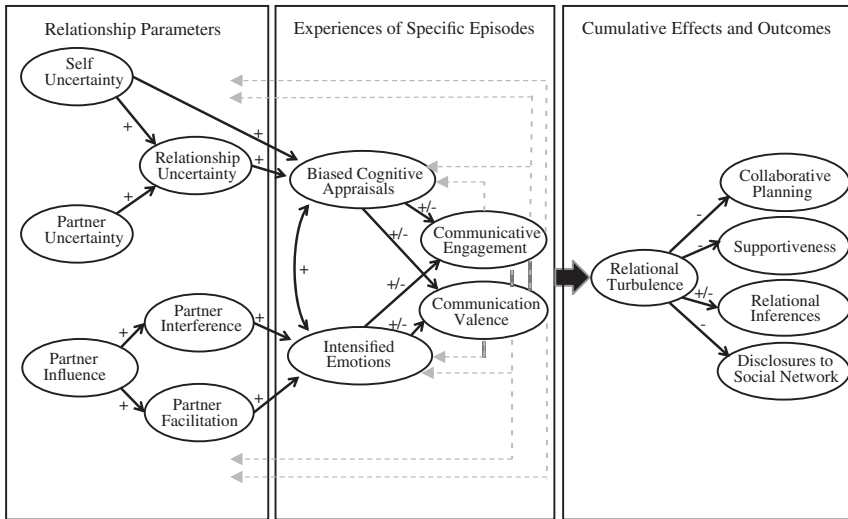 Relationship Parameters
Experiences of Specific Episodes
Cumulative Effects and Outcomes
Self
Uncertainty
+
+
Relationship
Uncertainty
+
+
Partner
Uncertainty
Biased Cognitive
Appraisals
+/-
+/-
Communicative
Engagement
+
+/-
+/-
Communication
Valence
Partner
Interference
+
+
Partner
Influence
+
Partner
Facilitation
+
Intensified
Emotions
Relational
Turbulence
-
-
+/-
-
Collaborative
Planning
Supportiveness
Relational
Inferences
Disclosures to
Social Network